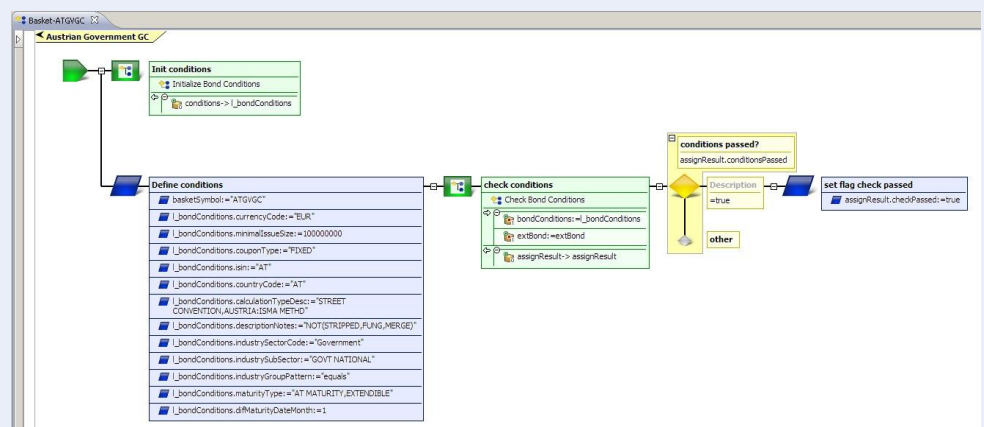 Basket-ATGVGC
Austrian Government GC
Init conditions
Initialize Bond Conditions
conditions-> l_bondConditions
Define conditions
basketSymbol:="ATGVGC"
l_bondConditions.currencyCode:="EUR"
l_bondConditions.minimalIssueSize:=100000000
l_bondConditions.couponType:="FIXED"
l_bondConditions.isin:="AT"
l_bondConditions.countryCode:="AT"
l_bondConditions.calculationTypeDesc:="STREET
CONVENTION,AUSTRIA:ISMA METHD"
l_bondConditions.descriptionNotes:="NOT(STRIPPED,FUNG,MERGE)"
l_bondConditions.industrySectorCode:="Government"
l_bondConditions.industrySubSector:="GOVT NATIONAL"
l_bondConditions.industryGroupPattern:="equals"
l_bondConditions.maturityType:="AT MATURITY,EXTENDIBLE"
l_bondConditions.difMaturityDateMonth:=1
check conditions
Check Bond Conditions
bondConditions:=l_bondConditions
extBond:=extBond
assignResult-> assignResult
conditions passed?
assignResult.conditionsPassed
Description
=true
other
set flag check passed
assignResult.checkPassed:=true